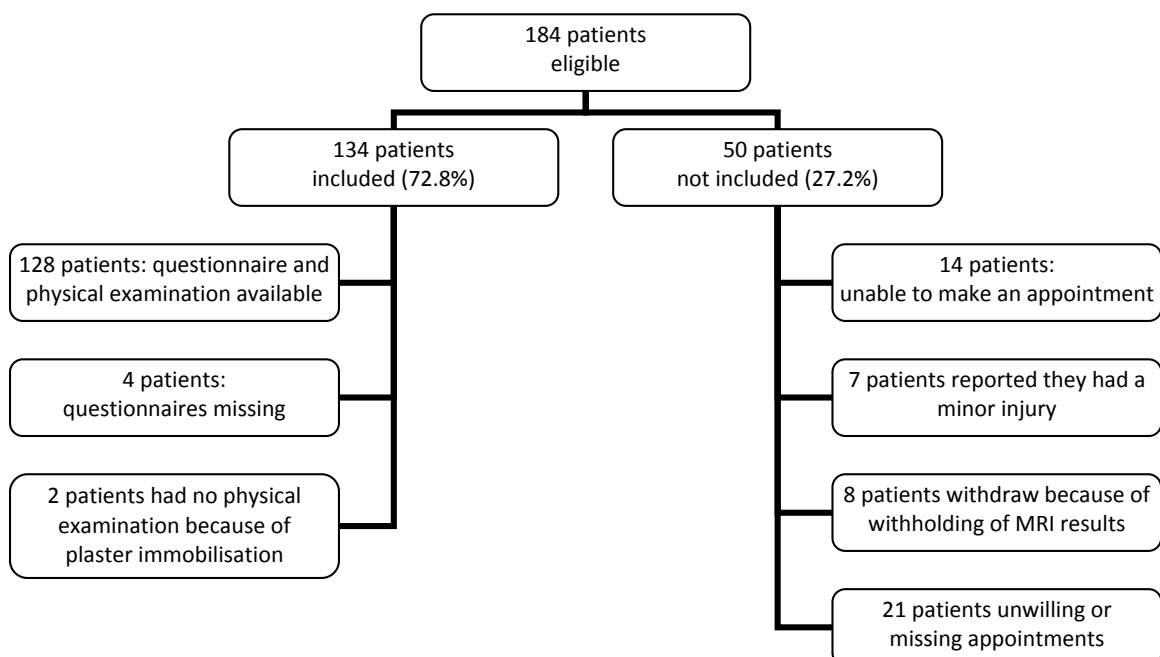 184 patients
eligible
134 patients
included (72.8%)
50 patients
not included (27.2%)
128 patients: questionnaire and
physical examination available
4 patients:
questionnaires missing
2 patients had no physical
examination because of
plaster immobilisation
14 patients:
unable to make an appointment
7 patients reported they had a
minor injury
8 patients withdraw because of
withholding of MRI results
21 patients unwilling or
missing appointments